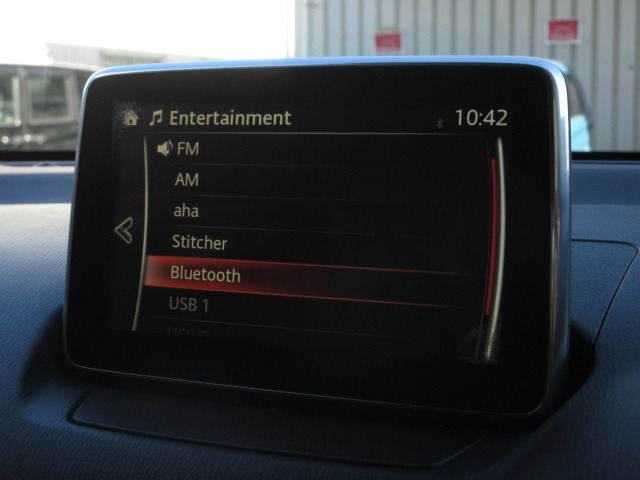 Entertainment 10:42
FM
AM
aha
Stitcher
Bluetooth
USB 1